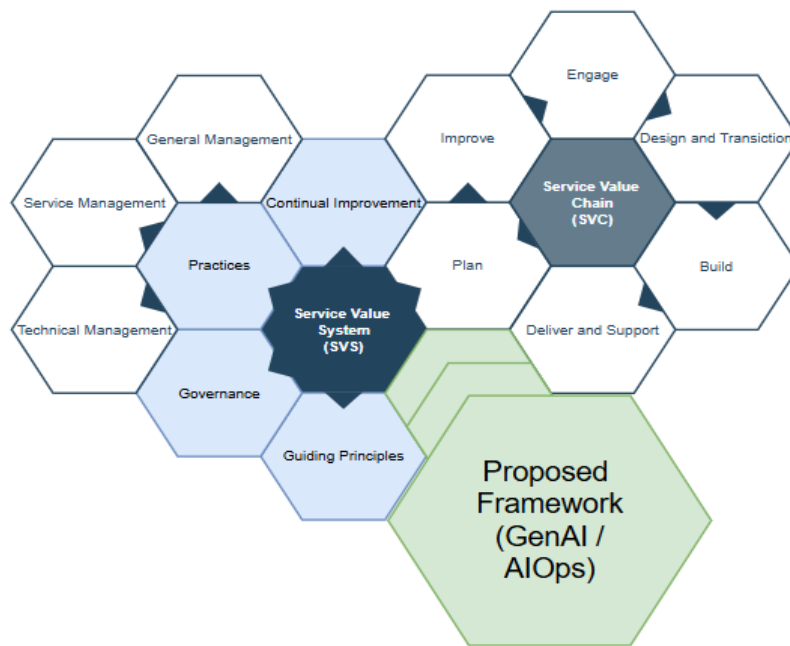 Engage
General Management
Improve
Design and Transiction
Service Management
Continual Improvement
Service Value
Chain
(SVC)
Practices
Plan
Build
Technical Management
Service Value
System
(SVS)
Deliver and Support
Governance
Guiding Principles
Proposed
Framework
(GenAI /
AIOps)